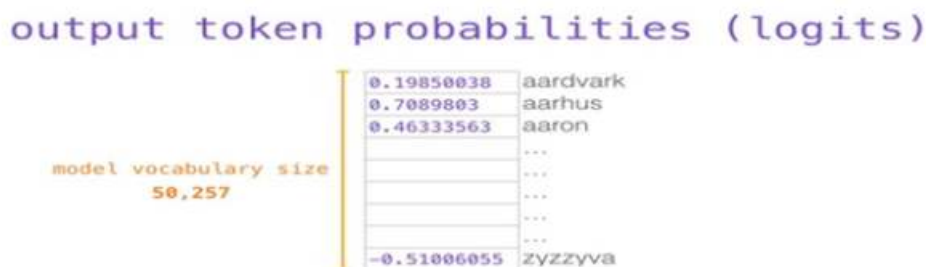 output token probabilities (logits)
0.19850038 aardvark
0.7089803 aarhus
0.46333563 aaron
...
model vocabulary size ...
50,257 ...
...
...
-0.51006055 zyzzyva